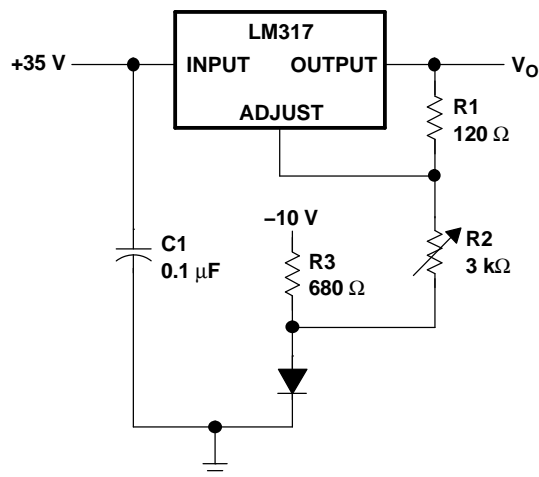 LM317
+35 V
INPUT
OUTPUT
VO
ADJUST
R1
120 Ω
−10 V
C1
0.1 μF
R3
680 Ω
R2
3 kΩ